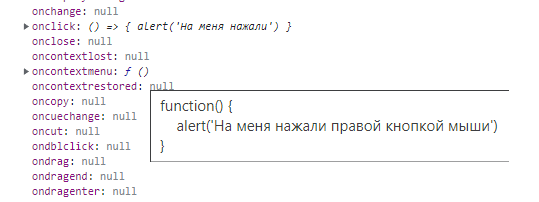 onchange: null
onclick: () => { alert('На меня нажали') }
onclose: null
oncontextlost: null
oncontextmenu: ƒ ()
oncontextrestored: null
oncopy: null
oncuechange: null
oncut: null
ondblclick: null
ondrag: null
ondragend: null
ondragenter: null
function() {
alert('На меня нажали правой кнопкой мыши')
}